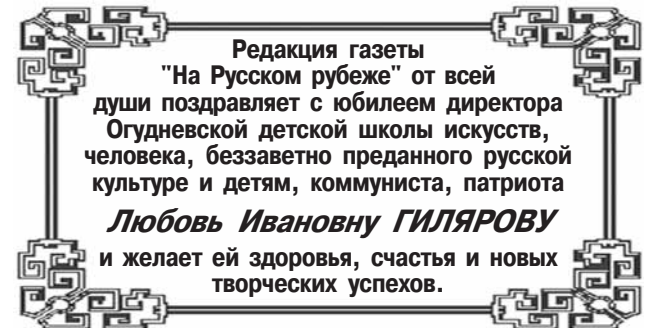 Редакция газеты
"На Русском рубеже" от всей
души поздравляет с юбилеем директора
Огудневской детской школы искусств,
человека, беззаветно преданного русской
культуре и детям, коммуниста, патриота
Любовь Ивановну ГИЛЯРОВУ
и желает ей здоровья, счастья и новых
творческих успехов.